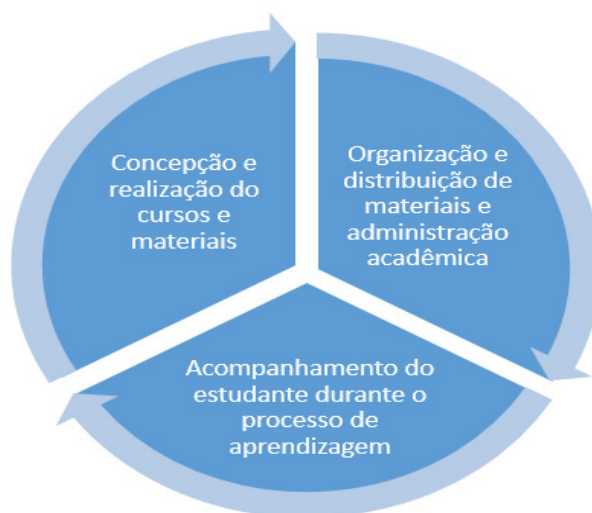 Concepção e
realização do
cursos e
materiais
Organização e
distribuição de
materiais e
administração
acadêmica
Acompanhamento do
estudante durante o
processo de
aprendizagem